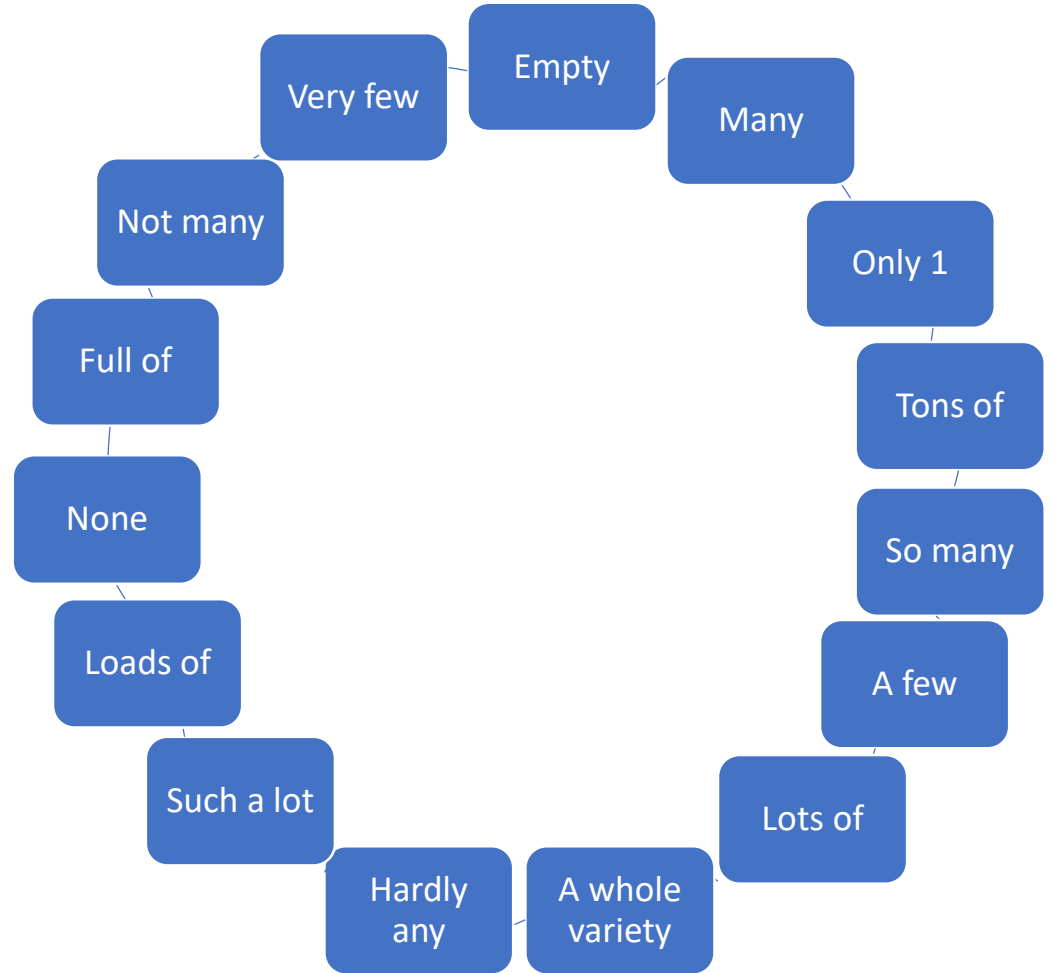 Empty
Many
Only 1
Tons of
So many
A few
Lots of
A whole
variety
Hardly
any
Such a lot
Loads of
None
Full of
Not many
Very few